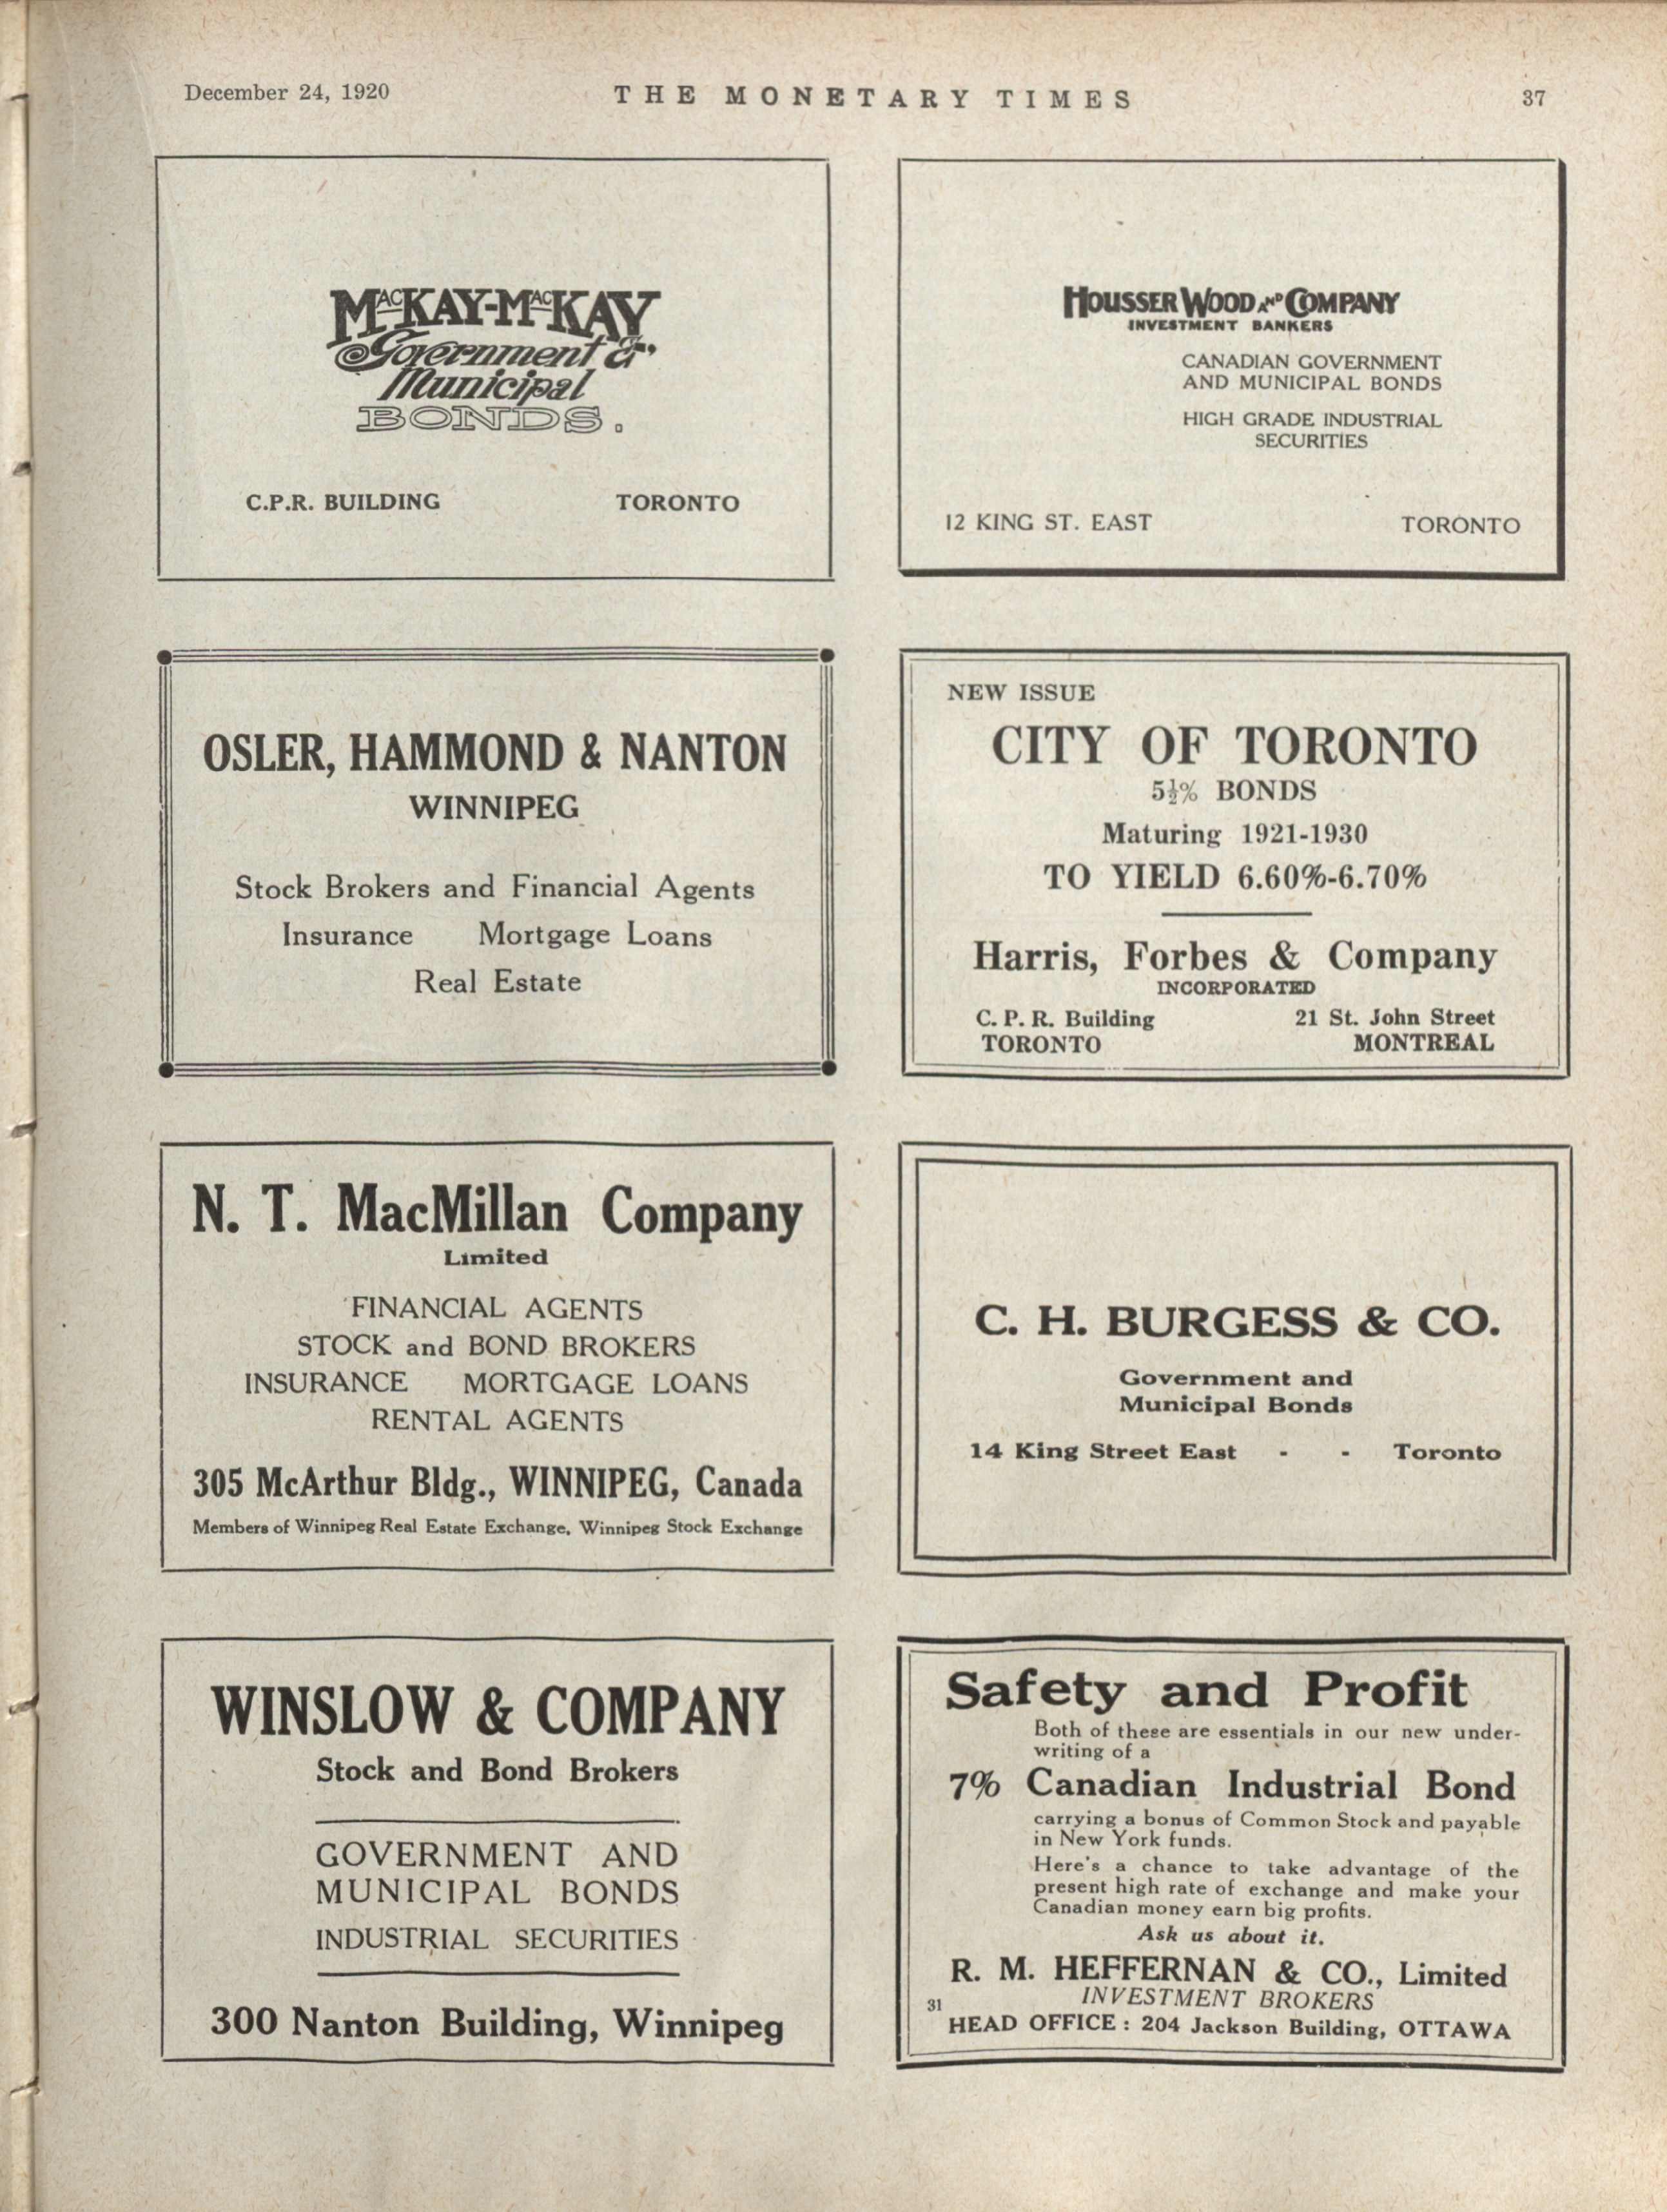 December 24, 1920
THE MONETARY TIMES
37
MACKAY-MACKAY
Government &
Municipal
BONDS.
C.P.R. BUILDING TORONTO
HOUSSER WOOD AND COMPANY
INVESTMENT BANKERS
CANADIAN GOVERNMENT
AND MUNICIPAL BONDS
HIGH GRADE INDUSTRIAL
SECURITIES
12 KING ST. EAST TORONTO
OSLER, HAMMOND & NANTON
WINNIPEG
Stock Brokers and Financial Agents
Insurance Mortgage Loans
Real Estate
NEW ISSUE
CITY OF TORONTO
5½% BONDS
Maturing 1921-1930
TO YIELD 6.60%-6.70%
Harris, Forbes & Company
INCORPORATED
C. P. R. Building 21 St. John Street
TORONTO MONTREAL
N. T. MacMillan Company
Limited
FINANCIAL AGENTS
STOCK and BOND BROKERS
INSURANCE MORTGAGE LOANS
RENTAL AGENTS
305 McArthur Bldg., WINNIPEG, Canada
Members of Winnipeg Real Estate Exchange, Winnipeg Stock Exchange
C. H. BURGESS & CO.
Government and
Municipal Bonds
14 King Street East - - Toronto
WINSLOW & COMPANY
Stock and Bond Brokers
GOVERNMENT AND
MUNICIPAL BONDS
INDUSTRIAL SECURITIES
300 Nanton Building, Winnipeg
Safety and Profit
Both of these are essentials in our new under-
writing of a
7% Canadian Industrial Bond
carrying a bonus of Common Stock and payable
in New York funds.
Here's a chance to take advantage of the
present high rate of exchange and make your
Canadian money earn big profits.
Ask us about it.
R. M. HEFFERNAN & CO., Limited
INVESTMENT BROKERS
31
HEAD OFFICE : 204 Jackson Building, OTTAWA